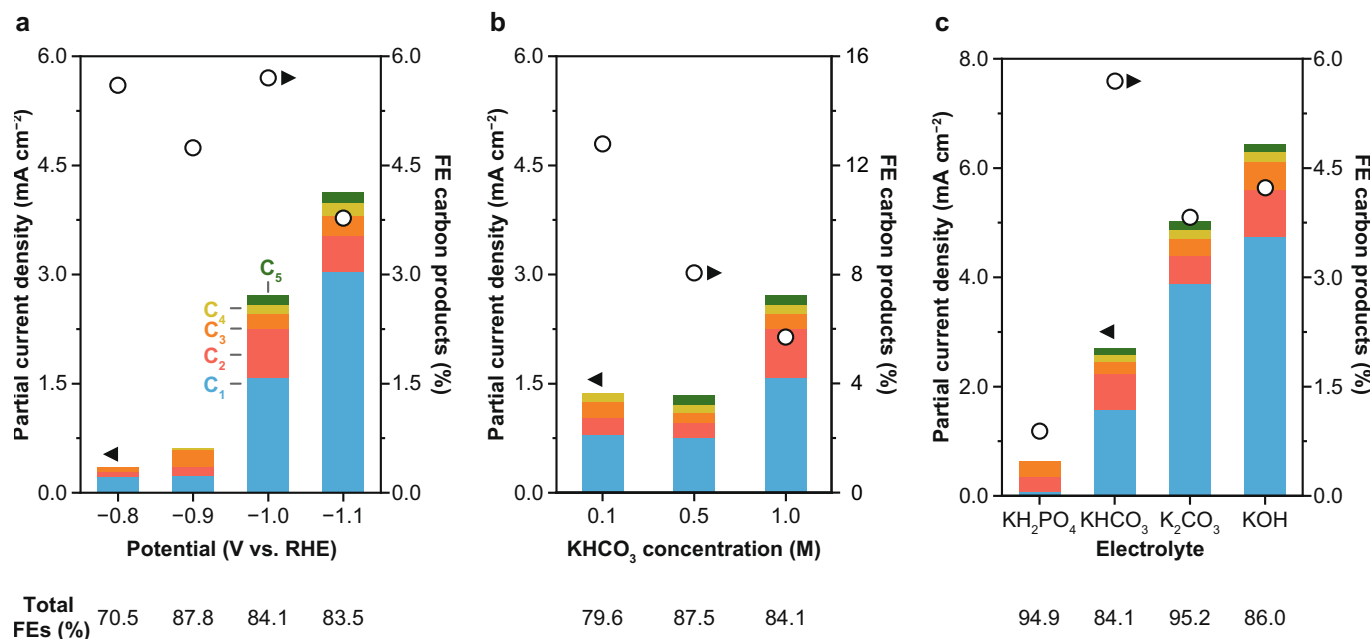 a
Partial current density (mA cm⁻²)
6.0
4.5
3.0
1.5
0.0
C₅
C₄
C₃
C₂
C₁
6.0
4.5
3.0
1.5
0.0
FE carbon products (%)
−0.8 −0.9 −1.0 −1.1
Potential (V vs. RHE)
b
Partial current density (mA cm⁻²)
6.0
4.5
3.0
1.5
0.0
16
12
8
4
0
FE carbon products (%)
0.1 0.5 1.0
KHCO₃ concentration (M)
c
Partial current density (mA cm⁻²)
8.0
6.0
4.0
2.0
0.0
6.0
4.5
3.0
1.5
0.0
FE carbon products (%)
KH₂PO₄ KHCO₃ K₂CO₃ KOH
Electrolyte
Total
FEs (%)
70.5 87.8 84.1 83.5 79.6 87.5 84.1 94.9 84.1 95.2 86.0